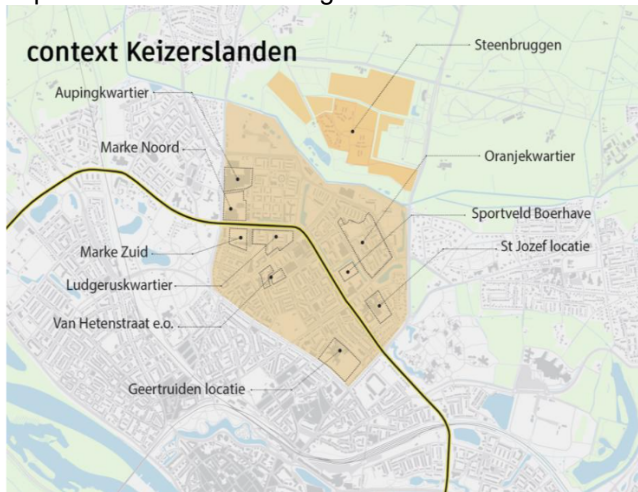 context Keizerslanden
Steenbruggen
Aupingkwartier
Marke Noord
Oranjekwartier
Sportveld Boerhave
St Jozef locatie
Marke Zuid
Ludgeruskwartier
Van Hetenstraat e.o.
Geertruiden locatie